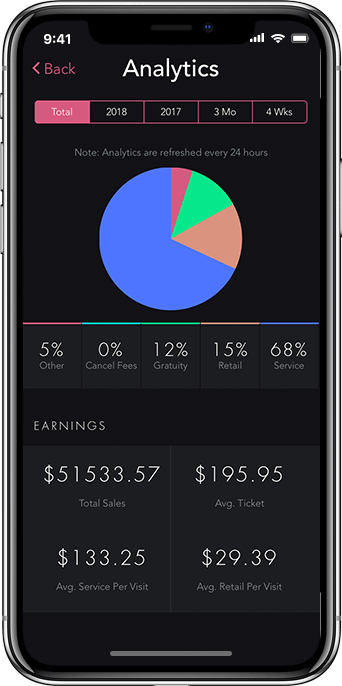 9:41
Back
Analytics
Total 2018 2017 3 Mo 4 Wks
Note: Analytics are refreshed every 24 hours
5% 0% 12% 15% 68%
Other Cancel Fees Gratuity Retail Service
EARNINGS
$51533.57 $195.95
Total Sales Avg. Ticket
$133.25 $29.39
Avg. Service Per Visit Avg. Retail Per Visit